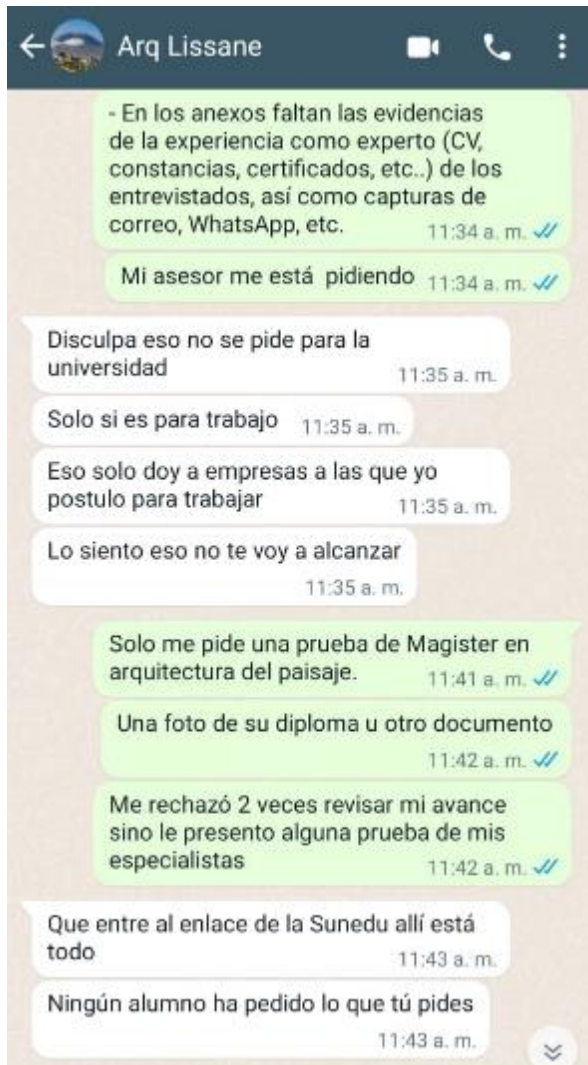 Arq Lissane
- En los anexos faltan las evidencias
de la experiencia como experto (CV,
constancias, certificados, etc..) de los
entrevistados, así como capturas de
correo, WhatsApp, etc.
11:34 a. m.
Mi asesor me está pidiendo
11:34 a. m.
Disculpa eso no se pide para la
universidad
11:35 a. m.
Solo si es para trabajo
11:35 a. m.
Eso solo doy a empresas a las que yo
postulo para trabajar
11:35 a. m.
Lo siento eso no te voy a alcanzar
11:35 a. m.
Solo me pide una prueba de Magister en
arquitectura del paisaje.
11:41 a. m.
Una foto de su diploma u otro documento
11:42 a. m.
Me rechazó 2 veces revisar mi avance
sino le presento alguna prueba de mis
especialistas
11:42 a. m.
Que entre al enlace de la Sunedu allí está
todo
11:43 a. m.
Ningún alumno ha pedido lo que tú pides
11:43 a. m.